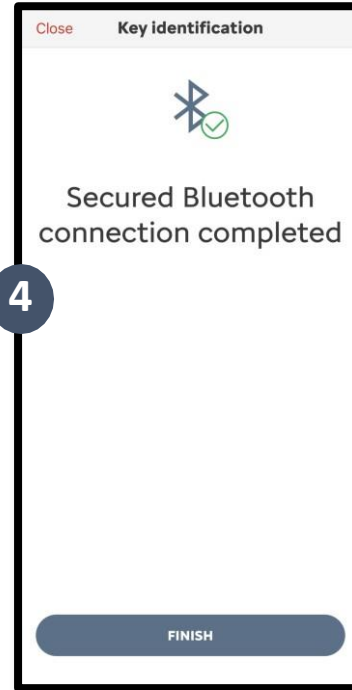 Close Key identification
Secured Bluetooth
connection completed
4
FINISH